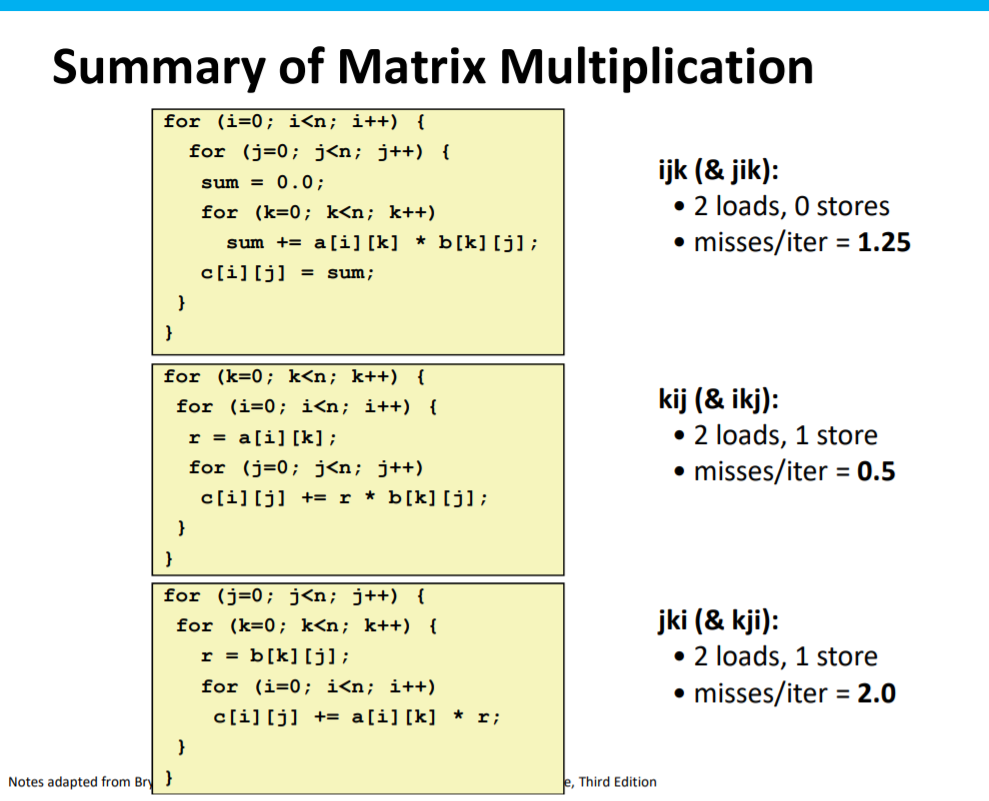 Summary of Matrix Multiplication
for (i=0; i<n; i++) {
for (j=0; j<n; j++) {
sum = 0.0;
for (k=0; k<n; k++)
sum += a[i][k] * b[k][j];
c[i][j] = sum;
}
}
ijk (& jik):
• 2 loads, 0 stores
• misses/iter = 1.25
for (k=0; k<n; k++) {
for (i=0; i<n; i++) {
r = a[i][k];
for (j=0; j<n; j++)
c[i][j] += r * b[k][j];
}
}
kij (& ikj):
• 2 loads, 1 store
• misses/iter = 0.5
for (j=0; j<n; j++) {
for (k=0; k<n; k++) {
r = b[k][j];
for (i=0; i<n; i++)
c[i][j] += a[i][k] * r;
}
}
jki (& kji):
• 2 loads, 1 store
• misses/iter = 2.0
Notes adapted from
Third Edition